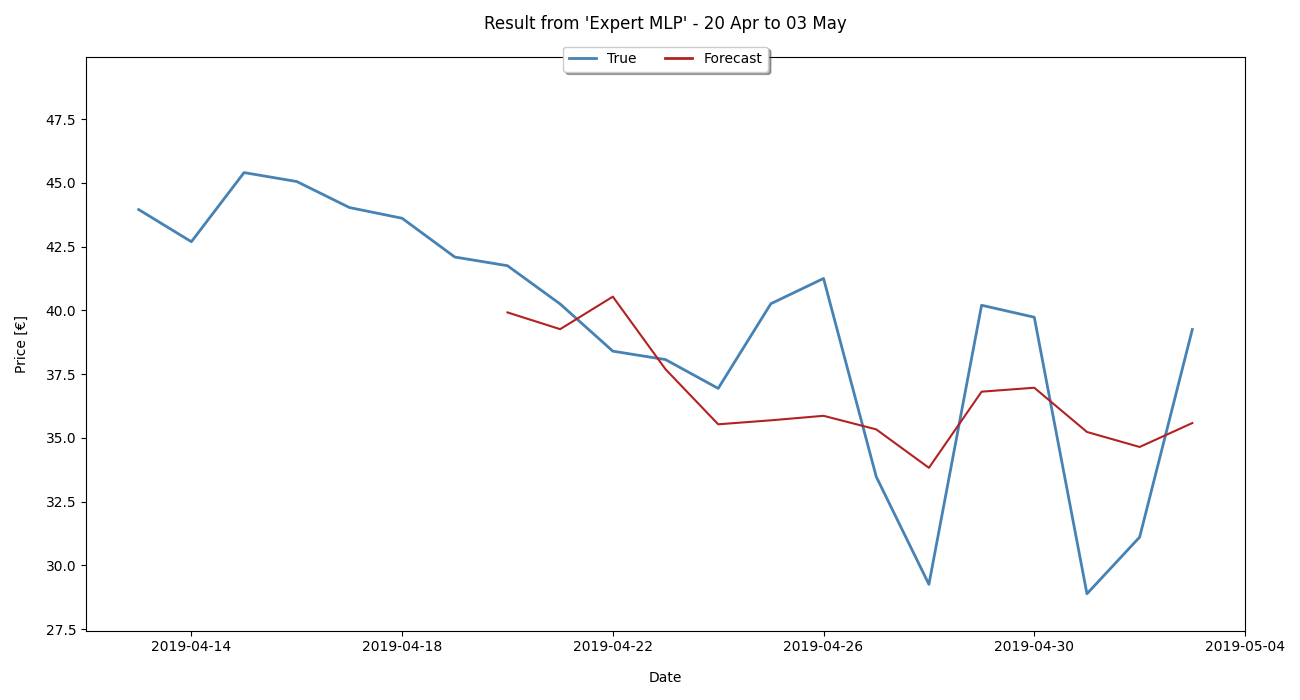 Result from 'Expert MLP' - 20 Apr to 03 May
True Forecast
47.5
45.0
42.5
40.0
37.5
35.0
32.5
30.0
27.5
Price [€]
2019-04-14 2019-04-18 2019-04-22 2019-04-26 2019-04-30 2019-05-04
Date